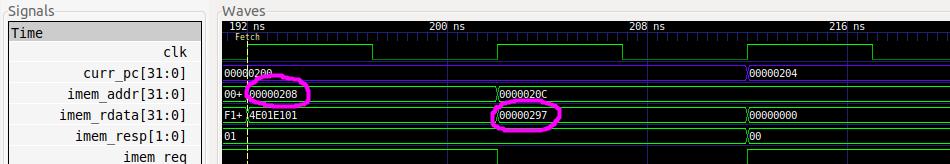 Signals
Waves
Time
192 ns 200 ns 208 ns 216 ns
Fetch
clk
curr_pc[31:0] 00000200 00000204
imem_addr[31:0] 00+ 00000208 0000020C
imem_rdata[31:0] F1+ 4E01E101 00000297 00000000
imem_resp[1:0] 01 00
imem_req